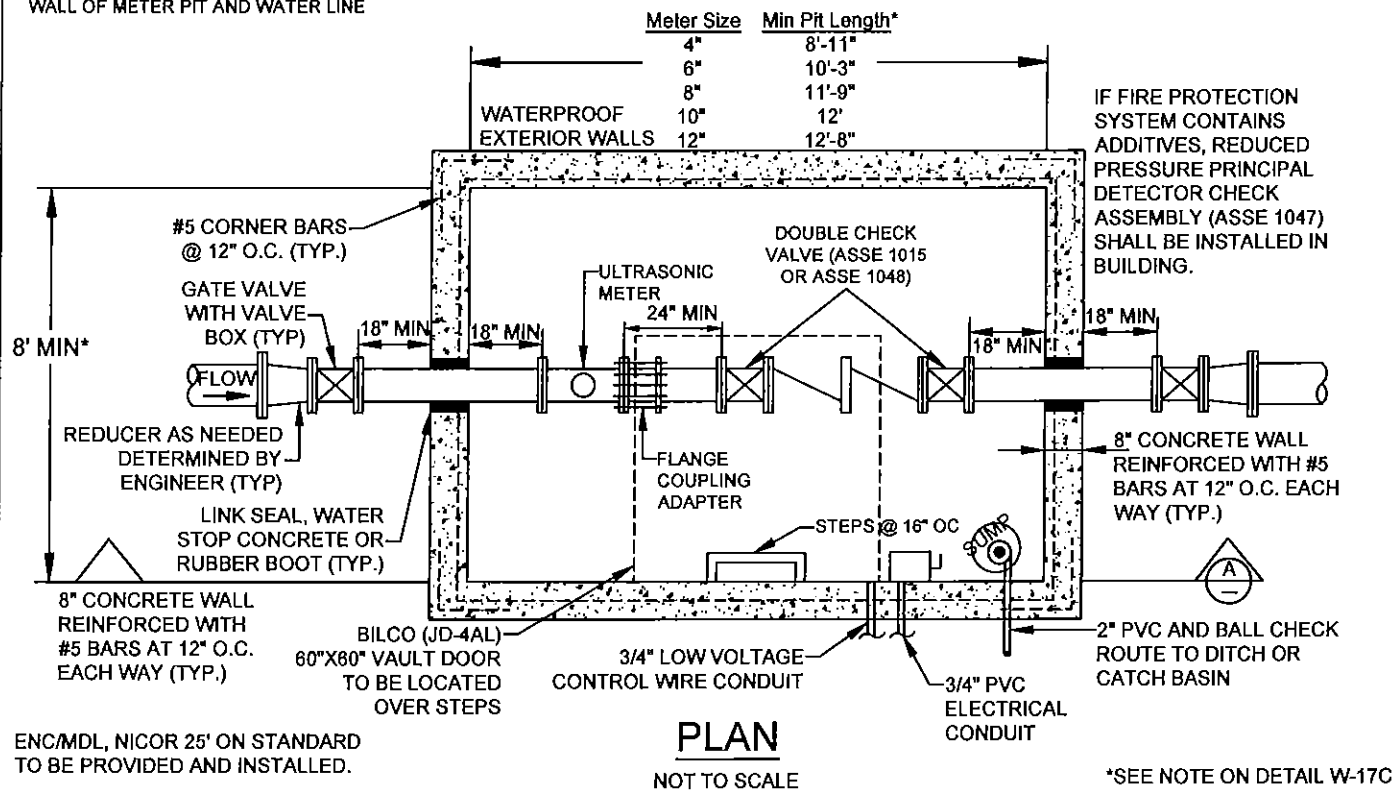 WALL OF METER PIT AND WATER LINE
Meter Size Min Pit Length*
4" 8'-11"
6" 10'-3"
8" 11'-9"
10" 12'
12" 12'-8"
WATERPROOF
EXTERIOR WALLS
IF FIRE PROTECTION
SYSTEM CONTAINS
ADDITIVES, REDUCED
PRESSURE PRINCIPAL
DETECTOR CHECK
ASSEMBLY (ASSE 1047)
SHALL BE INSTALLED IN
BUILDING.
#5 CORNER BARS
@ 12" O.C. (TYP.)
GATE VALVE
WITH VALVE
BOX (TYP)
18" MIN
18" MIN
ULTRASONIC
METER
24" MIN
DOUBLE CHECK
VALVE (ASSE 1015
OR ASSE 1048)
18" MIN
18" MIN
8' MIN*
FLOW
REDUCER AS NEEDED
DETERMINED BY
ENGINEER (TYP)
FLANGE
COUPLING
ADAPTER
8" CONCRETE WALL
REINFORCED WITH #5
BARS AT 12" O.C. EACH
WAY (TYP.)
LINK SEAL, WATER
STOP CONCRETE OR
RUBBER BOOT (TYP.)
STEPS @ 16" OC
SUMP
A
8" CONCRETE WALL
REINFORCED WITH
#5 BARS AT 12" O.C.
EACH WAY (TYP.)
BILCO (JD-4AL)
60"X60" VAULT DOOR
TO BE LOCATED
OVER STEPS
3/4" LOW VOLTAGE
CONTROL WIRE CONDUIT
3/4" PVC
ELECTRICAL
CONDUIT
2" PVC AND BALL CHECK
ROUTE TO DITCH OR
CATCH BASIN
ENC/MDL, NICOR 25' ON STANDARD
TO BE PROVIDED AND INSTALLED.
PLAN
NOT TO SCALE
*SEE NOTE ON DETAIL W-17C